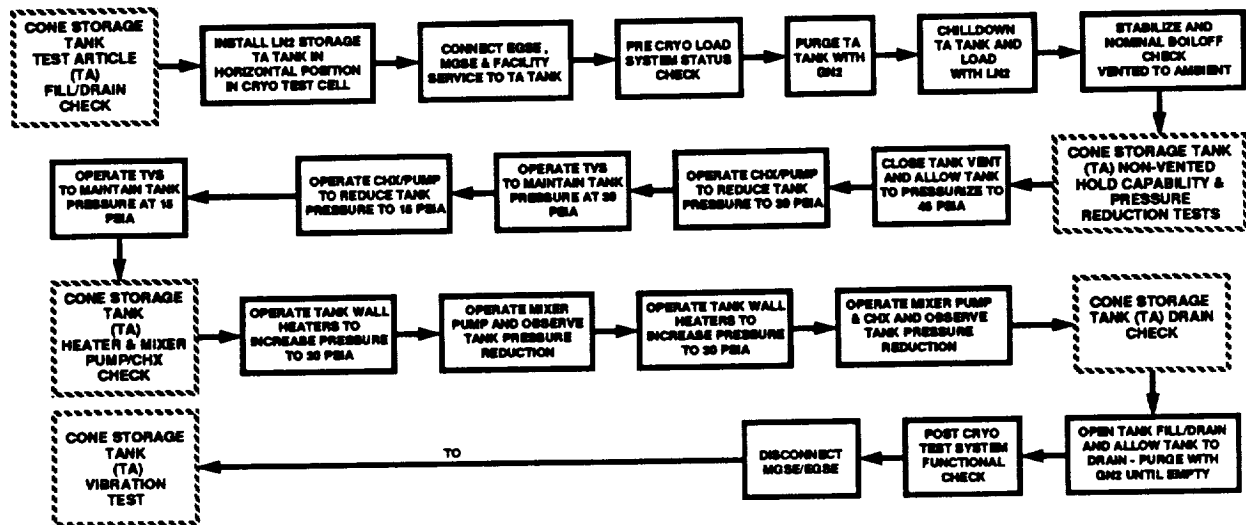 CONE STORAGE
TANK
TEST ARTICLE
(TA)
FILL/DRAIN
CHECK
INSTALL LN2 STORAGE
TA TANK IN
HORIZONTAL POSITION
IN CRYO TEST CELL
CONNECT EGSE,
MGSE & FACILITY
SERVICE TO TA TANK
PRE CRYO LOAD
SYSTEM STATUS
CHECK
PURGE TA
TANK WITH
GN2
CHILLDOWN
TA TANK AND
LOAD
WITH LN2
STABILIZE AND
NOMINAL BOILOFF
CHECK
VENTED TO AMBIENT
CONE STORAGE TANK
(TA) NON-VENTED
HOLD CAPABILITY &
PRESSURE
REDUCTION TESTS
CLOSE TANK VENT
AND ALLOW TANK
TO PRESSURIZE TO
45 PSIA
OPERATE CHX/PUMP
TO REDUCE TANK
PRESSURE TO 30 PSIA
OPERATE TVS
TO MAINTAIN TANK
PRESSURE AT 30
PSIA
OPERATE CHX/PUMP
TO REDUCE TANK
PRESSURE TO 15 PSIA
OPERATE TVS
TO MAINTAIN TANK
PRESSURE AT 15
PSIA
CONE STORAGE
TANK
(TA)
HEATER & MIXER
PUMP/CHX
CHECK
OPERATE TANK WALL
HEATERS TO
INCREASE PRESSURE
TO 30 PSIA
OPERATE MIXER
PUMP AND OBSERVE
TANK PRESSURE
REDUCTION
OPERATE TANK WALL
HEATERS TO
INCREASE PRESSURE
TO 30 PSIA
OPERATE MIXER PUMP
& CHX AND OBSERVE
TANK PRESSURE
REDUCTION
CONE STORAGE
TANK (TA) DRAIN
CHECK
OPEN TANK FILL/DRAIN
AND ALLOW TANK TO
DRAIN - PURGE WITH
GN2 UNTIL EMPTY
POST CRYO
TEST SYSTEM
FUNCTIONAL
CHECK
DISCONNECT
MGSE/EGSE
TO
CONE STORAGE
TANK
(TA)
VIBRATION
TEST